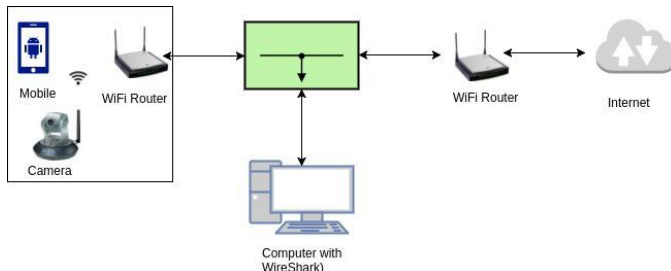 Mobile
WiFi Router
Camera
WiFi Router
Internet
Computer with
WireShark)